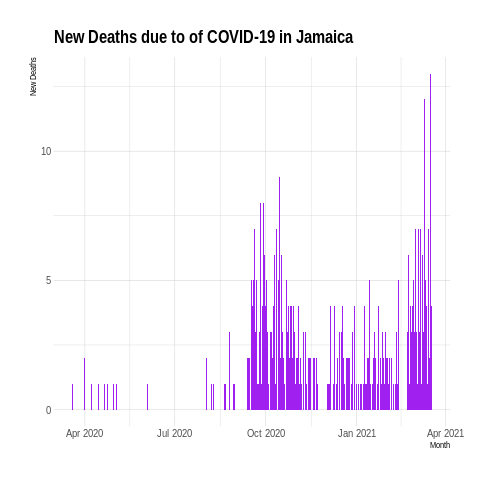 New Deaths due to of COVID-19 in Jamaica
New Deaths
10
5
0
Apr 2020
Jul 2020
Oct 2020
Jan 2021
Apr 2021
Month